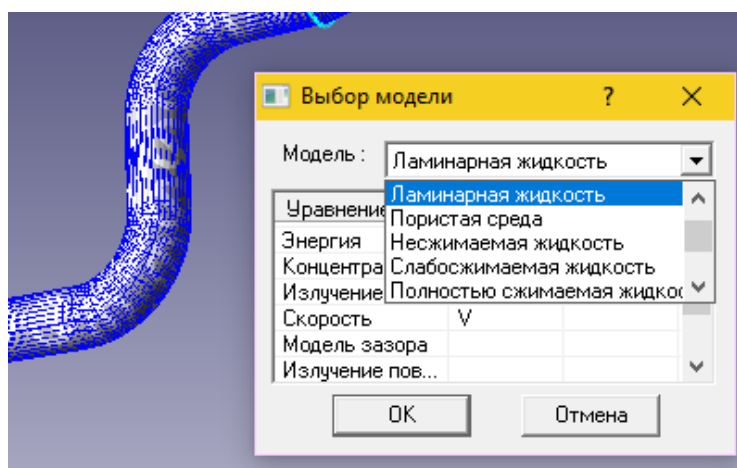 Выбор модели ?
Модель : Ламинарная жидкость
Ламинарная жидкость
Уравнение
Пористая среда
Энергия
Несжимаемая жидкость
Концентра
Слабосжимаемая жидкость
Излучение
Полностью сжимаемая жидко
Скорость V
Модель зазора
Излучение пов...
OK Отмена